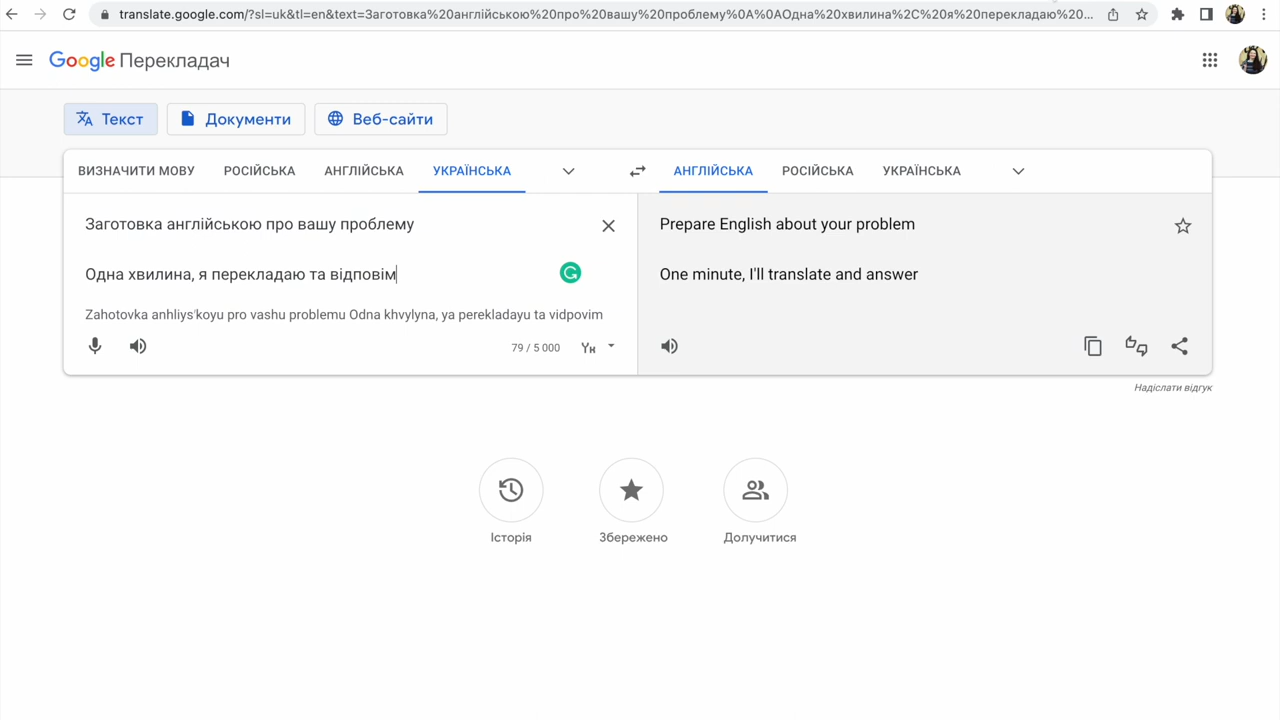 translate.google.com/?sl=uk&tl=en&text=Заготовка%20англійською%20про%20вашу%20проблему%0A%0AОдна%20хвилина%2C%20я%20перекладаю%20...
Google Перекладач
Текст
Документи
Веб-сайти
ВИЗНАЧИТИ МОВУ РОСІЙСЬКА АНГЛІЙСЬКА УКРАЇНСЬКА
АНГЛІЙСЬКА РОСІЙСЬКА УКРАЇНСЬКА
Заготовка англійською про вашу проблему
Одна хвилина, я перекладаю та відповім
Zahotovka anhliysʹkoyu pro vashu problemu Odna khvylyna, ya perekladayu ta vidpovim
79 / 5 000
Ун
Prepare English about your problem
One minute, I'll translate and answer
Надіслати відгук
Історія
Збережено
Долучитися